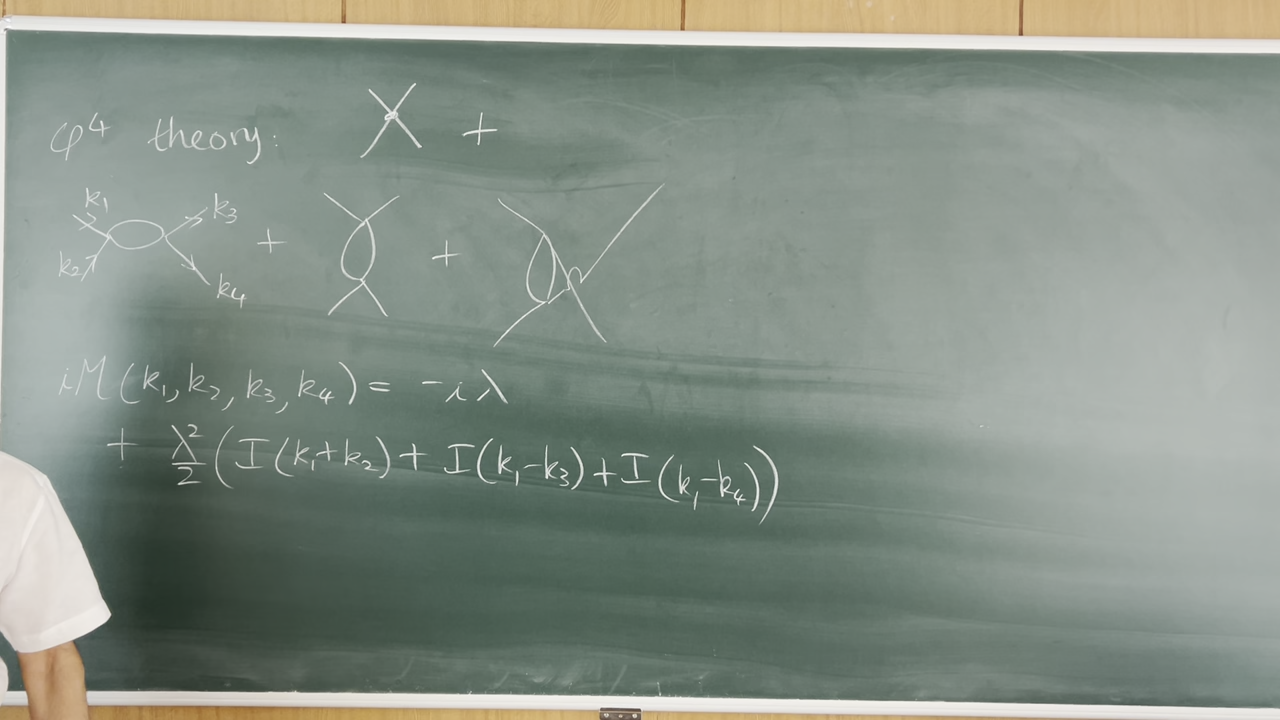 φ⁴ theory: +
k₁ k₂ k₃ k₄ + +
iM(k₁, k₂, k₃, k₄) = -iλ
+ λ²/2 (I(k₁+k₂) + I(k₁-k₃) + I(k₁-k₄))